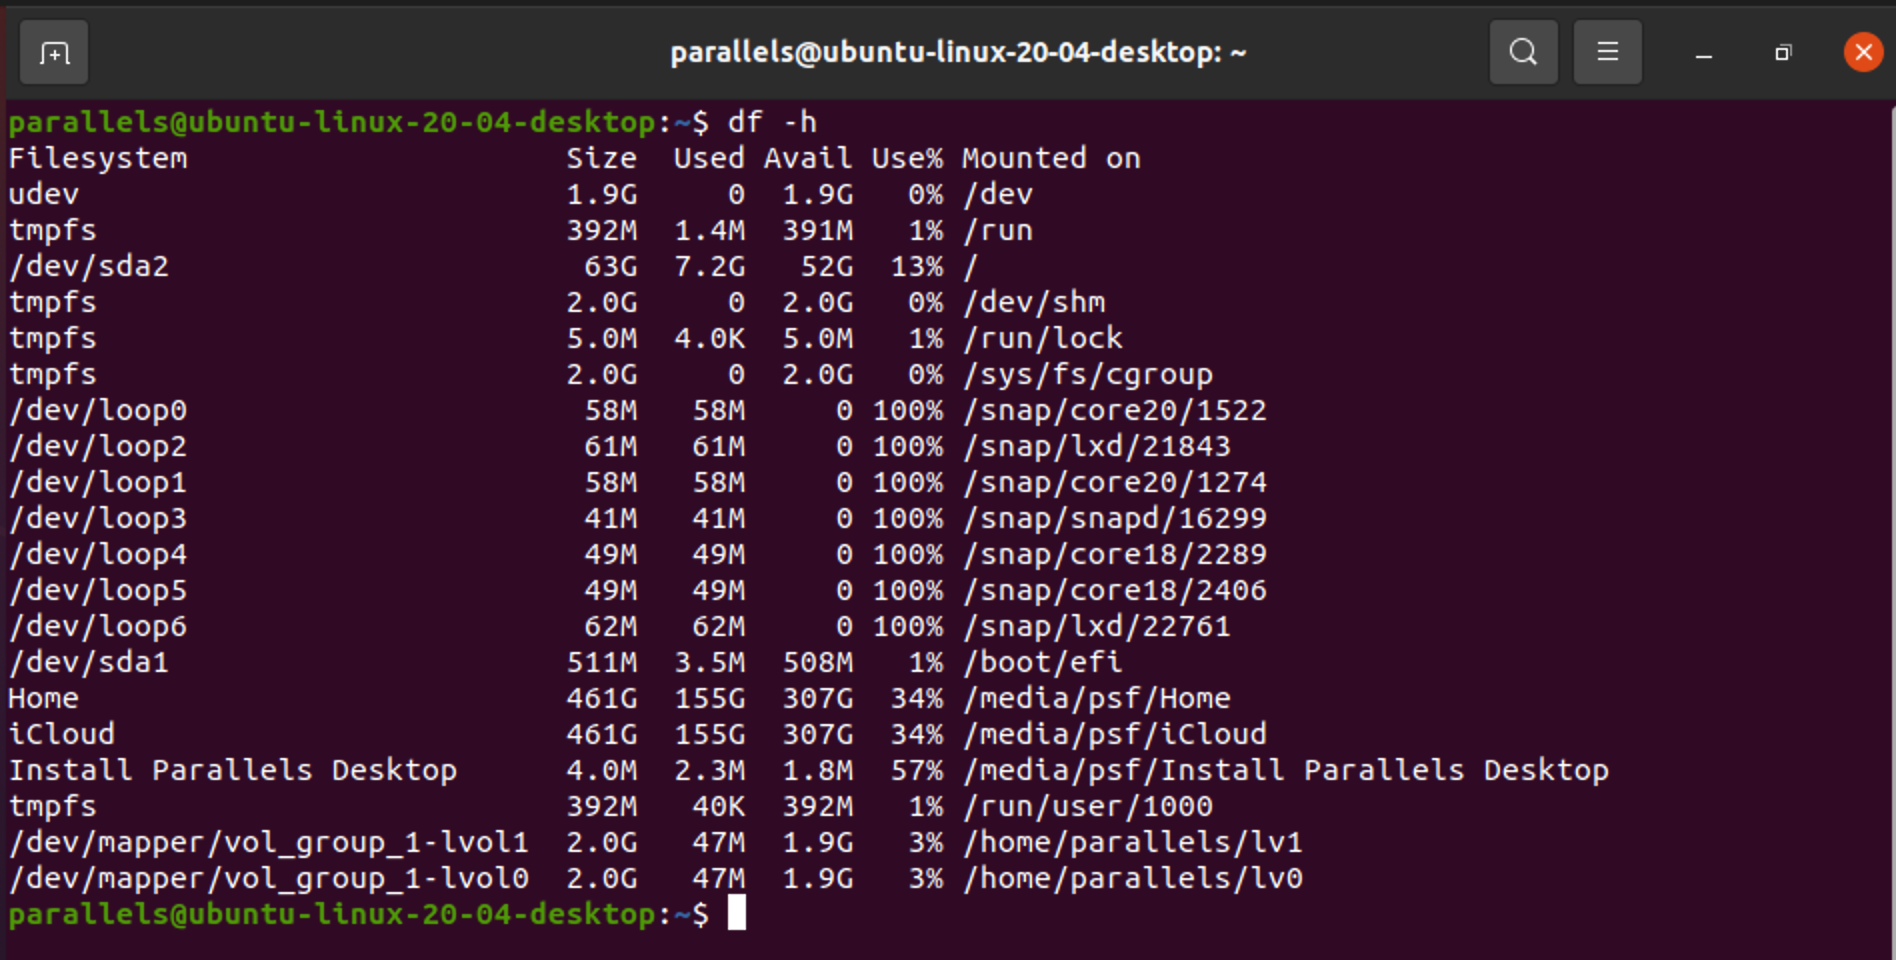 parallels@ubuntu-linux-20-04-desktop: ~
parallels@ubuntu-linux-20-04-desktop:~$ df -h
Filesystem                     Size  Used Avail Use% Mounted on
udev                           1.9G     0  1.9G   0% /dev
tmpfs                          392M  1.4M  391M   1% /run
/dev/sda2                       63G  7.2G   52G  13% /
tmpfs                          2.0G     0  2.0G   0% /dev/shm
tmpfs                          5.0M  4.0K  5.0M   1% /run/lock
tmpfs                          2.0G     0  2.0G   0% /sys/fs/cgroup
/dev/loop0                      58M   58M     0 100% /snap/core20/1522
/dev/loop2                      61M   61M     0 100% /snap/lxd/21843
/dev/loop1                      58M   58M     0 100% /snap/core20/1274
/dev/loop3                      41M   41M     0 100% /snap/snapd/16299
/dev/loop4                      49M   49M     0 100% /snap/core18/2289
/dev/loop5                      49M   49M     0 100% /snap/core18/2406
/dev/loop6                      62M   62M     0 100% /snap/lxd/22761
/dev/sda1                      511M  3.5M  508M   1% /boot/efi
Home                           461G  155G  307G  34% /media/psf/Home
iCloud                         461G  155G  307G  34% /media/psf/iCloud
Install Parallels Desktop      4.0M  2.3M  1.8M  57% /media/psf/Install Parallels Desktop
tmpfs                          392M   40K  392M   1% /run/user/1000
/dev/mapper/vol_group_1-lvol1  2.0G   47M  1.9G   3% /home/parallels/lv1
/dev/mapper/vol_group_1-lvol0  2.0G   47M  1.9G   3% /home/parallels/lv0
parallels@ubuntu-linux-20-04-desktop:~$